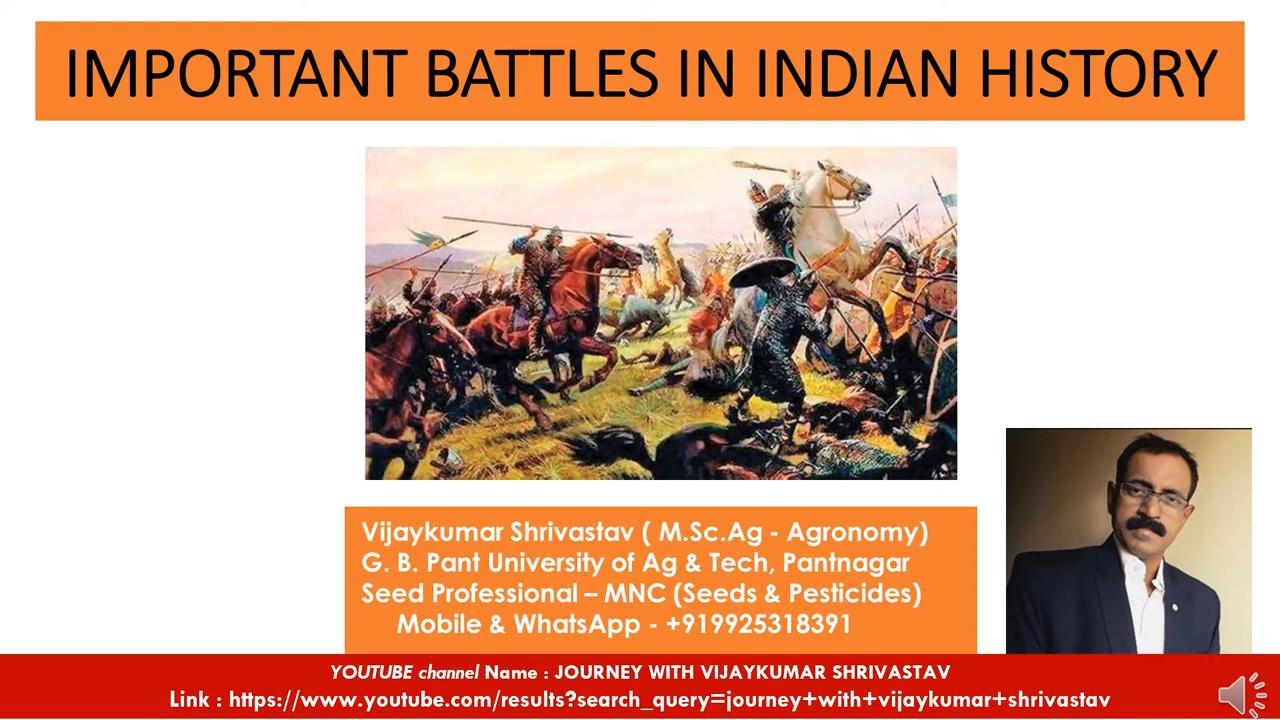 IMPORTANT BATTLES IN INDIAN HISTORY
Vijaykumar Shrivastav ( M.Sc.Ag - Agronomy)
G. B. Pant University of Ag & Tech, Pantnagar
Seed Professional – MNC (Seeds & Pesticides)
Mobile & WhatsApp - +919925318391
YOUTUBE channel Name : JOURNEY WITH VIJAYKUMAR SHRIVASTAV
Link : https://www.youtube.com/results?search_query=journey+with+vijaykumar+shrivastav